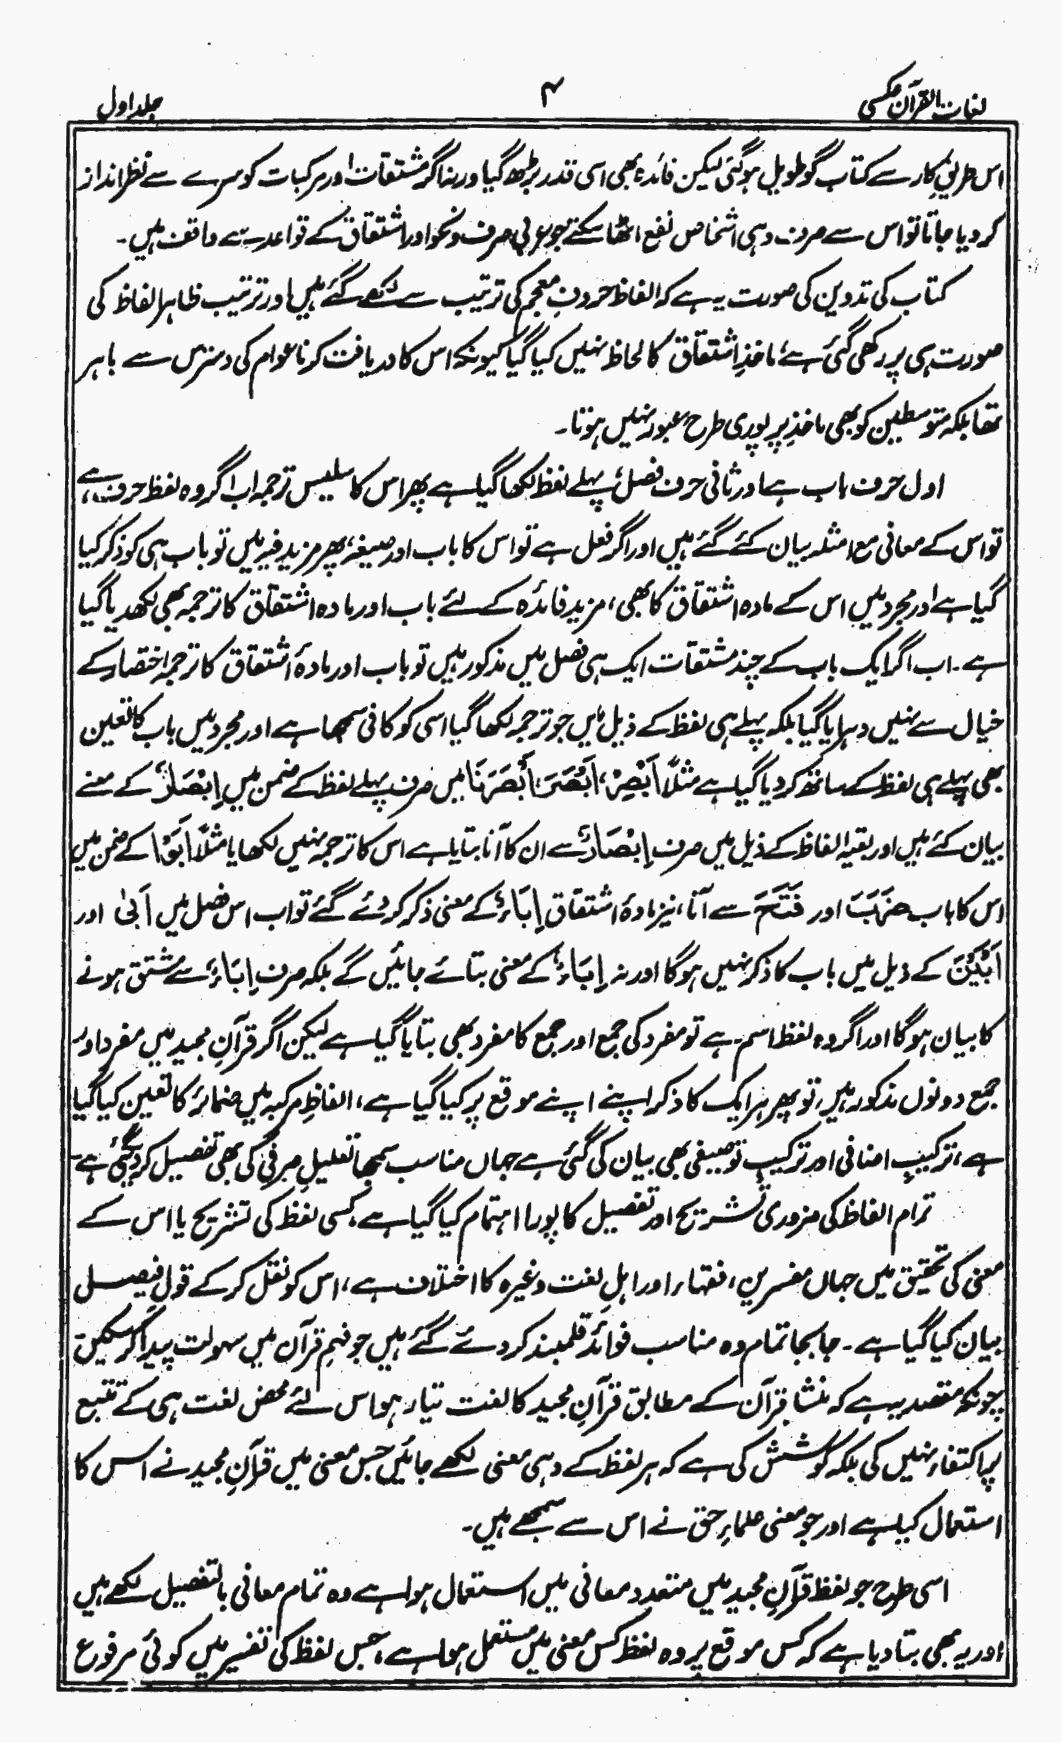 لغات القرآن عکسی
۴
جلد اول
اس طریق کار سے کتاب گو طویل ہوگئی لیکن فائدہ بھی اسی قدر بڑھ گیا ورنہ اگر مشتقات اور مرکبات کو سرے سے نظر انداز
کر دیا جاتا تو اس سے صرف وہی اشخاص نفع اٹھا سکتے جو عربی صرف و نحو اور اشتقاق کے قواعد سے واقف ہیں۔
کتاب کی تدوین کی صورت یہ ہے کہ الفاظ حروفِ معجم کی ترتیب سے لکھے گئے ہیں اور ترتیب ظاہر الفاظ کی
صورت ہی پر رکھی گئی ہے، ماخذِ اشتقاق کا لحاظ نہیں کیا گیا کیونکہ اس کا دریافت کرنا عوام کی دسترس سے باہر
تھا بلکہ متوسطین کو بھی ماخذ پر پوری طرح عبور نہیں ہوتا۔
اول حرف باب ہے اور ثانی حرف فصل، پہلے لفظ لکھا گیا ہے پھر اس کا سلیس ترجمہ اب اگر وہ لفظ حرف ہے،
تو اس کے معانی مع امثلہ بیان کئے گئے ہیں اور اگر فعل ہے تو اس کا باب اور صیغہ، پھر مزید فیہ میں تو باب ہی کو ذکر کیا
گیا ہے اور مجرد میں اس کے مادہ اشتقاق کا بھی، مزید فائدہ کے لئے باب اور مادہ اشتقاق کا ترجمہ بھی لکھدیا گیا
ہے۔ اب اگر ایک باب کے چند مشتقات ایک ہی فصل میں مذکور ہیں تو باب اور مادۂ اشتقاق کا ترجمہ اختصار کے
خیال سے نہیں دہرایا گیا بلکہ پہلے ہی لفظ کے ذیل میں جو ترجمہ لکھا گیا اسی کو کافی سمجھا ہے اور مجرد میں باب کا تعین
بھی پہلے ہی لفظ کے ساتھ کر دیا گیا ہے مثلاً اَبْصِرْ، اَبْصَرَ، اَبْصَرْنَا میں صرف پہلے لفظ کے ضمن میں اِبْصَارٌ کے معنے
بیان کئے ہیں اور بقیہ الفاظ کے ذیل میں صرف اِبْصَارٌ سے ان کا آنا بتایا ہے اس کا ترجمہ نہیں لکھا یا مثلاً اَبَوْا کے ضمن میں
اس کا باب ضَرَبَ اور فَتَحَ سے آنا، نیز مادۂ اشتقاق اِبَاءٌ کے معنی ذکر کر دئے گئے تو اب اس فصل میں اَبیٰ اور
اَبَیْنَ کے ذیل میں باب کا ذکر نہیں ہوگا اور نہ اِبَاءٌ کے معنی بتائے جائیں گے بلکہ صرف اِبَاءٌ سے مشتق ہونے
کا بیان ہوگا اور اگر وہ لفظ اسم ہے تو مفرد کی جمع اور جمع کا مفرد بھی بتایا گیا ہے لیکن اگر قرآنِ مجید میں مفرد اور
جمع دونوں مذکور ہیں، تو پھر ہر ایک کا ذکر اپنے اپنے موقع پر کیا گیا ہے، الفاظِ مرکبہ میں ضمائر کا تعین کیا گیا
ہے، ترکیبِ اضافی اور ترکیبِ توصیفی بھی بیان کی گئی ہے جہاں مناسب سمجھا تعلیلِ صرفی کی بھی تفصیل کر دی گئی ہے۔
تمام الفاظ کی ضروری تشریح اور تفصیل کا پورا اہتمام کیا گیا ہے، کسی لفظ کی تشریح یا اس کے
معنی کی تحقیق میں جہاں مفسرین، فقہاء اور اہلِ لغت وغیرہ کا اختلاف ہے، اس کو نقل کر کے قولِ فیصل
بیان کیا گیا ہے۔ جا بجا تمام وہ مناسب فوائد قلمبند کر دئے گئے ہیں جو فہمِ قرآن میں سہولت پیدا کر سکیں
چونکہ مقصد یہ ہے کہ منشا قرآن کے مطابق قرآنِ مجید کا لغت تیار ہو اس لئے محض لغت ہی کے تتبع
پر اکتفاء نہیں کی بلکہ کوشش کی ہے کہ ہر لفظ کے وہی معنی لکھے جائیں جس معنی میں قرآنِ مجید نے اس کا
استعمال کیا ہے اور جو معنی علماءِ حق نے اس سے سمجھے ہیں۔
اسی طرح جو لفظ قرآنِ مجید میں متعدد معانی میں استعمال ہوا ہے وہ تمام معانی بالتفصیل لکھے ہیں
اور یہ بھی بتا دیا ہے کہ کس موقع پر وہ لفظ کس معنی میں مستعمل ہوا ہے، جس لفظ کی تفسیر میں کوئی مرفوع